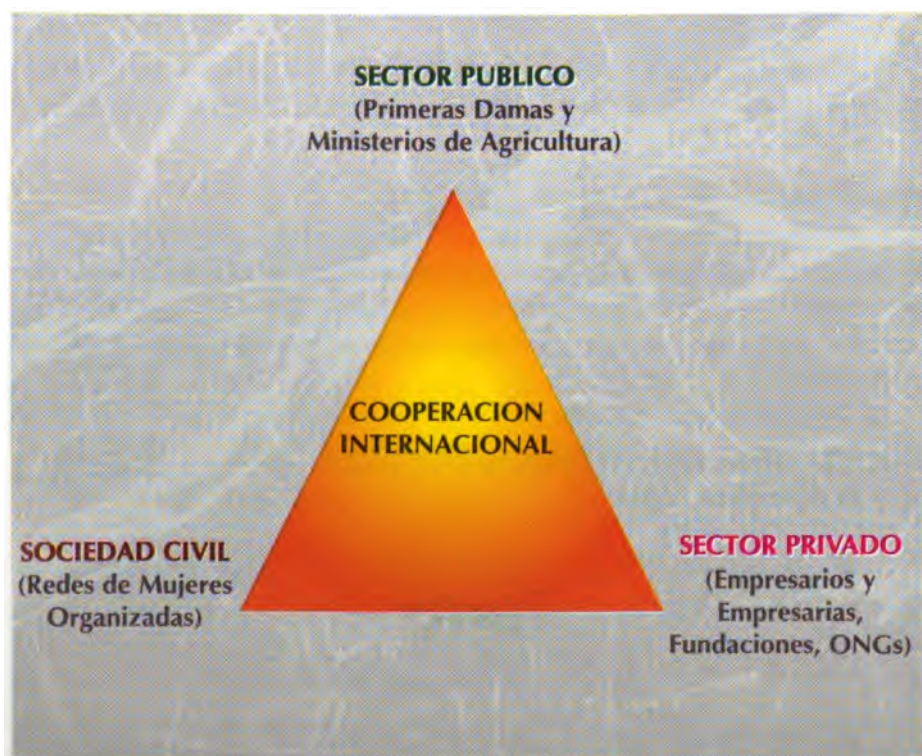 SECTOR PUBLICO
(Primeras Damas y
Ministerios de Agricultura)
COOPERACION
INTERNACIONAL
SOCIEDAD CIVIL
(Redes de Mujeres
Organizadas)
SECTOR PRIVADO
(Empresarios y
Empresarias,
Fundaciones, ONGs)